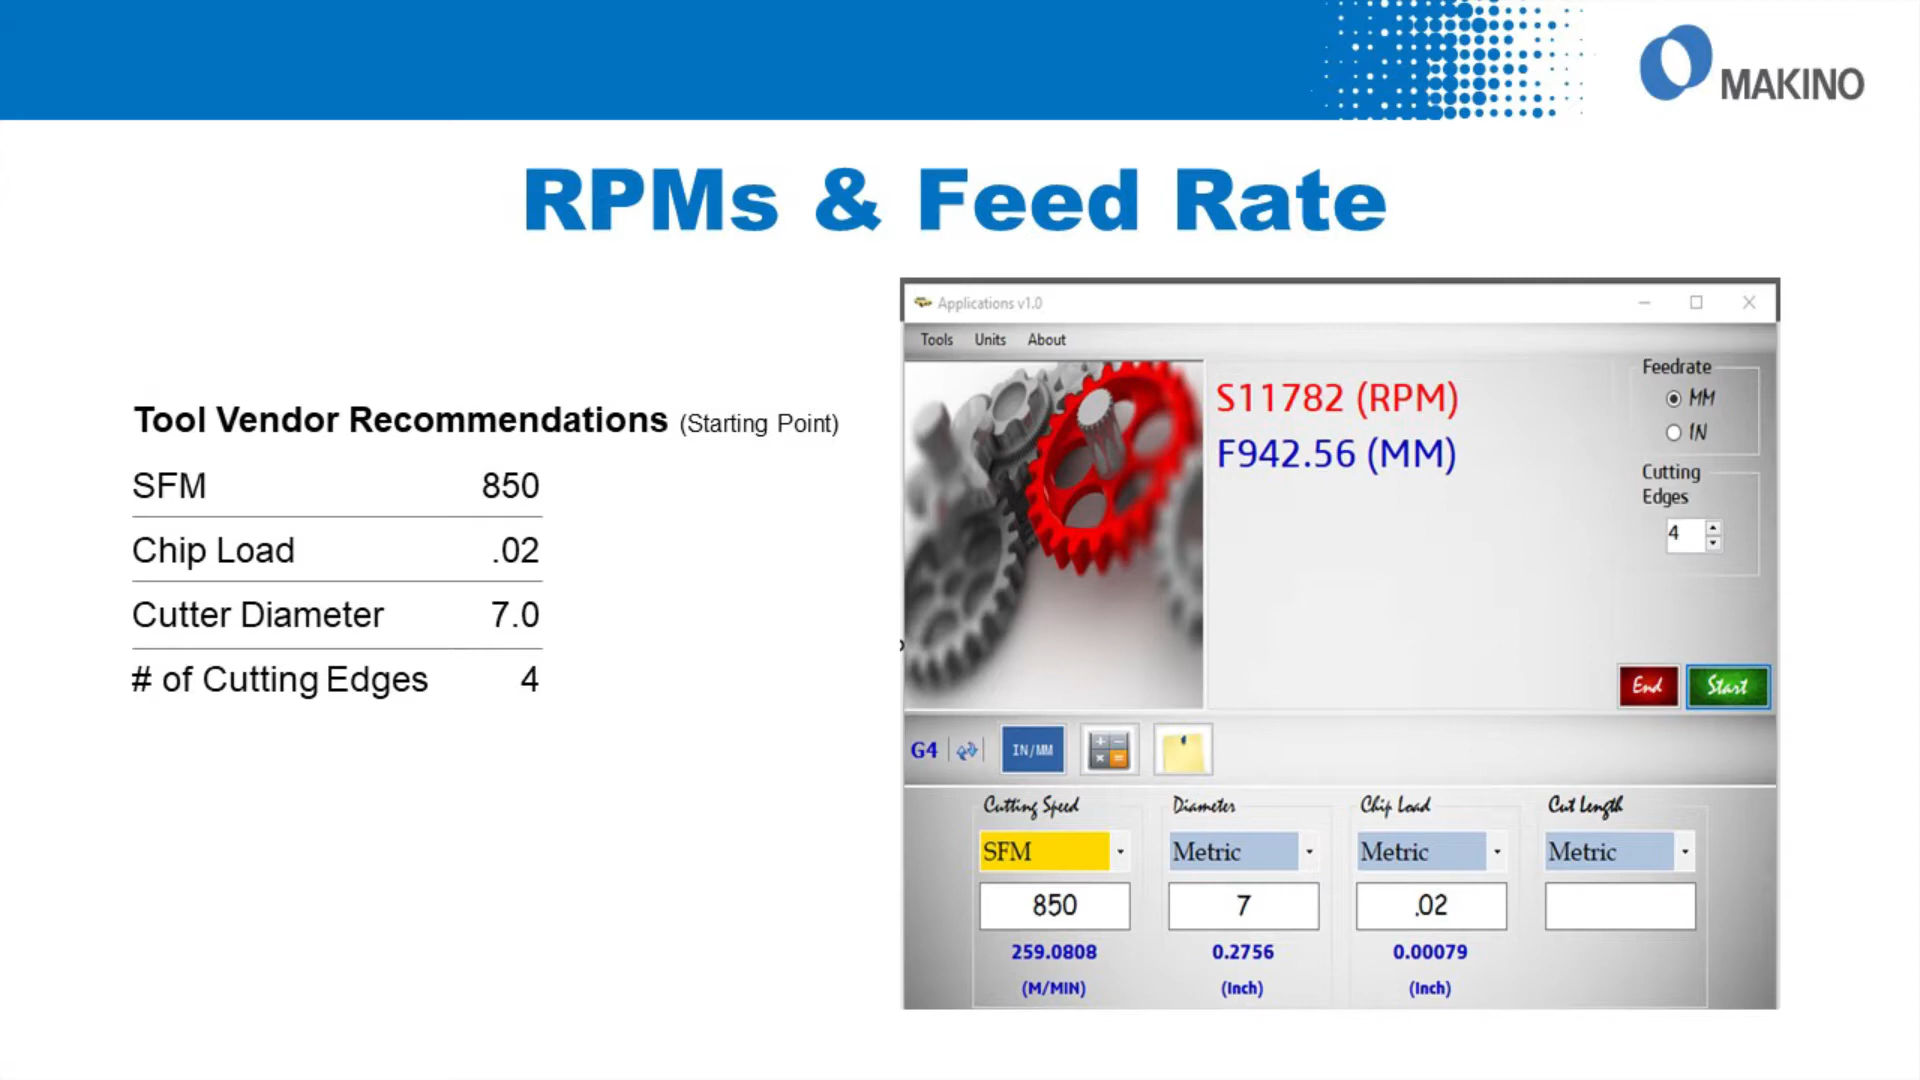 MAKINO
RPMs & Feed Rate
Tool Vendor Recommendations (Starting Point)
SFM 850
Chip Load .02
Cutter Diameter 7.0
# of Cutting Edges 4
Applications v1.0
Tools Units About
S11782 (RPM)
F942.56 (MM)
Feedrate
MM
IN
Cutting
Edges
4
End Start
G4 IN/MM
Cutting Speed Diameter Chip Load Cut Length
SFM Metric Metric Metric
850 7 .02
259.0808 0.2756 0.00079
(M/MIN) (Inch) (Inch)